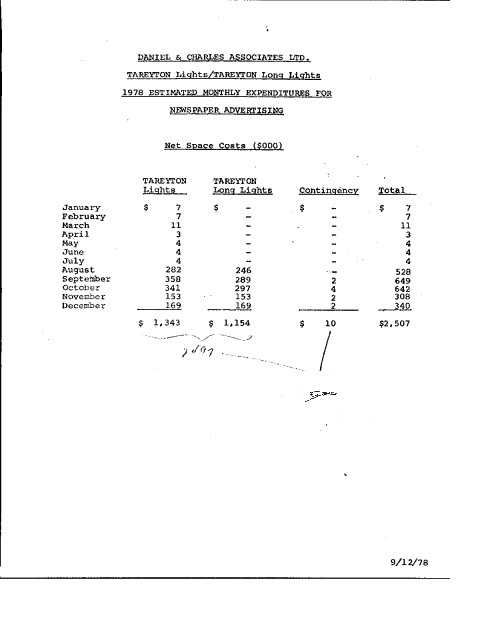 DANIEL & CHARLES ASSOCIATES LTD.
TAREYTON Lights/TAREYTON Long Lights
1978 ESTIMATED MONTHLY EXPENDITURES FOR
NEWSPAPER ADVERTISING
Net Space Costs ($000)
TAREYTON Lights TAREYTON Long Lights Contingency Total
January $ 7 $ - $ - $ 7
February 7 - - 7
March 11 - - 11
April 3 - - 3
May 4 - - 4
June 4 - - 4
July 4 - - 4
August 282 246 - 528
September 358 289 2 649
October 341 297 4 642
November 153 153 2 308
December 169 169 2 340
$ 1,343 $ 1,154 $ 10 $2,507
9/12/78